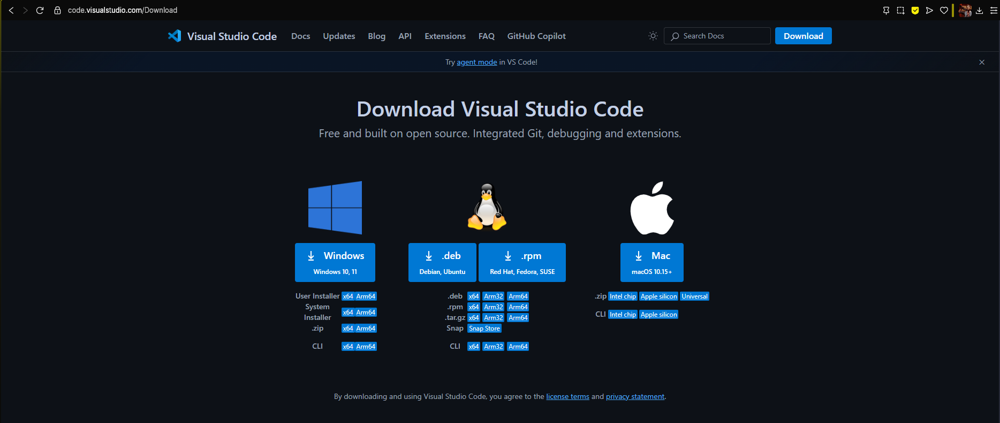 code.visualstudio.com/Download
Visual Studio Code Docs Updates Blog API Extensions FAQ GitHub Copilot Search Docs Download
Try agent mode in VS Code!
Download Visual Studio Code
Free and built on open source. Integrated Git, debugging and extensions.
Windows
Windows 10, 11
User Installer x64 Arm64
System
Installer x64 Arm64
.zip x64 Arm64
CLI x64 Arm64
.deb
Debian, Ubuntu
.rpm
Red Hat, Fedora, SUSE
.deb x64 Arm32 Arm64
.rpm x64 Arm32 Arm64
.tar.gz x64 Arm32 Arm64
Snap Snap Store
CLI x64 Arm32 Arm64
Mac
macOS 10.15+
.zip Intel chip Apple silicon Universal
CLI Intel chip Apple silicon
By downloading and using Visual Studio Code, you agree to the license terms and privacy statement.